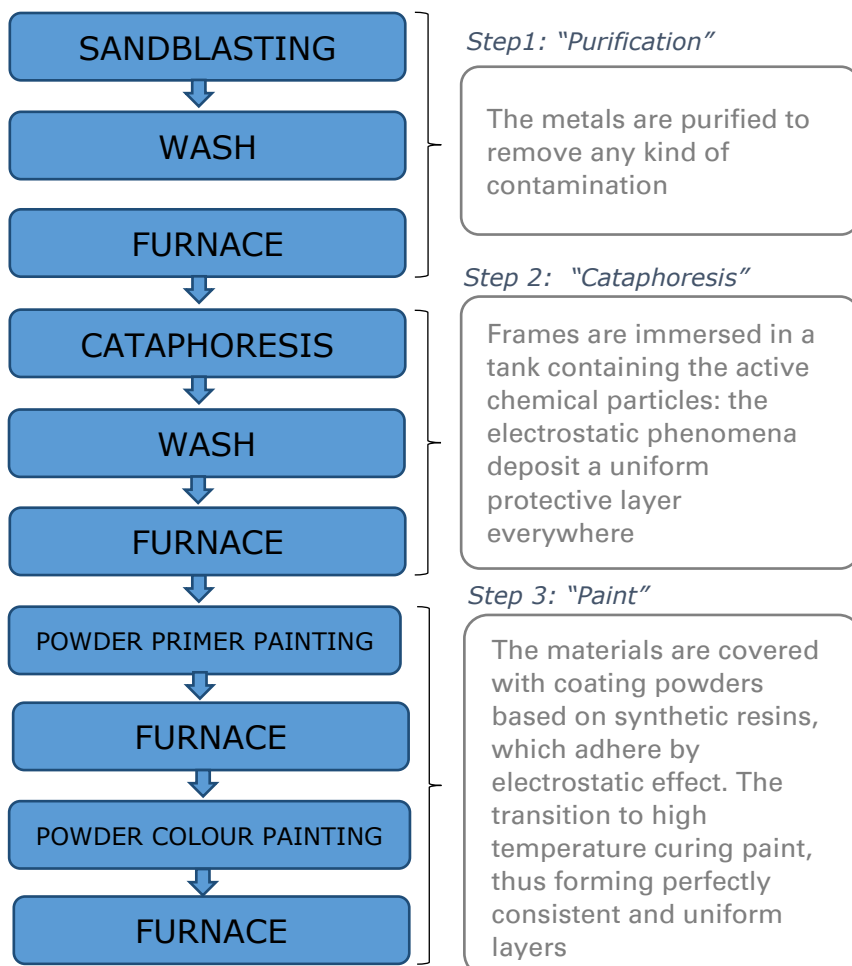 SANDBLASTING
WASH
FURNACE
Step1: “Purification”
The metals are purified to
remove any kind of
contamination
CATAPHORESIS
WASH
FURNACE
Step 2: “Cataphoresis”
Frames are immersed in a
tank containing the active
chemical particles: the
electrostatic phenomena
deposit a uniform
protective layer
everywhere
POWDER PRIMER PAINTING
FURNACE
POWDER COLOUR PAINTING
FURNACE
Step 3: “Paint”
The materials are covered
with coating powders
based on synthetic resins,
which adhere by
electrostatic effect. The
transition to high
temperature curing paint,
thus forming perfectly
consistent and uniform
layers